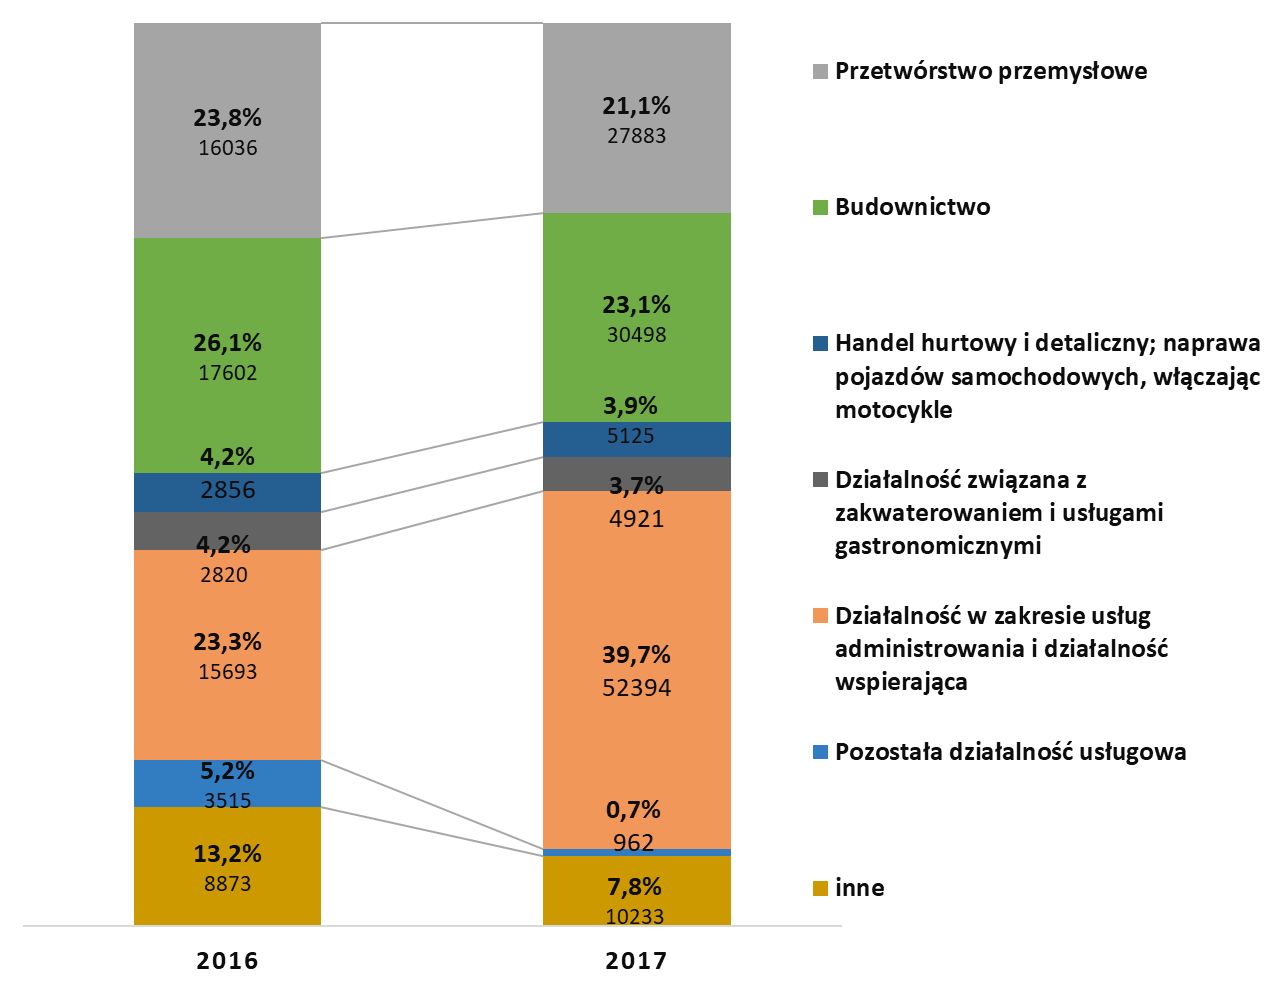 23,8%
16036
26,1%
17602
4,2%
2856
4,2%
2820
23,3%
15693
5,2%
3515
13,2%
8873
2016
21,1%
27883
23,1%
30498
3,9%
5125
3,7%
4921
39,7%
52394
0,7%
962
7,8%
10233
2017
Przetwórstwo przemysłowe
Budownictwo
Handel hurtowy i detaliczny; naprawa
pojazdów samochodowych, włączając
motocykle
Działalność związana z
zakwaterowaniem i usługami
gastronomicznymi
Działalność w zakresie usług
administrowania i działalność
wspierająca
Pozostała działalność usługowa
inne